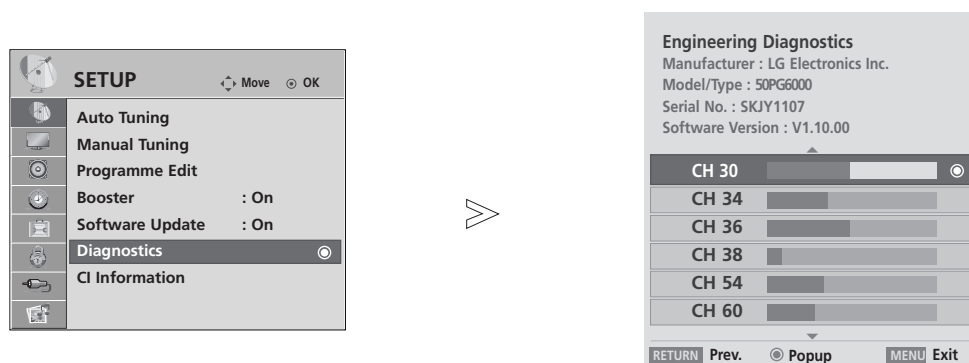 SETUP Move OK
Auto Tuning
Manual Tuning
Programme Edit
Booster : On
Software Update : On
Diagnostics
CI Information
Engineering Diagnostics
Manufacturer : LG Electronics Inc.
Model/Type : 50PG6000
Serial No. : SKJY1107
Software Version : V1.10.00
CH 30
CH 34
CH 36
CH 38
CH 54
CH 60
RETURN Prev. Popup MENU Exit